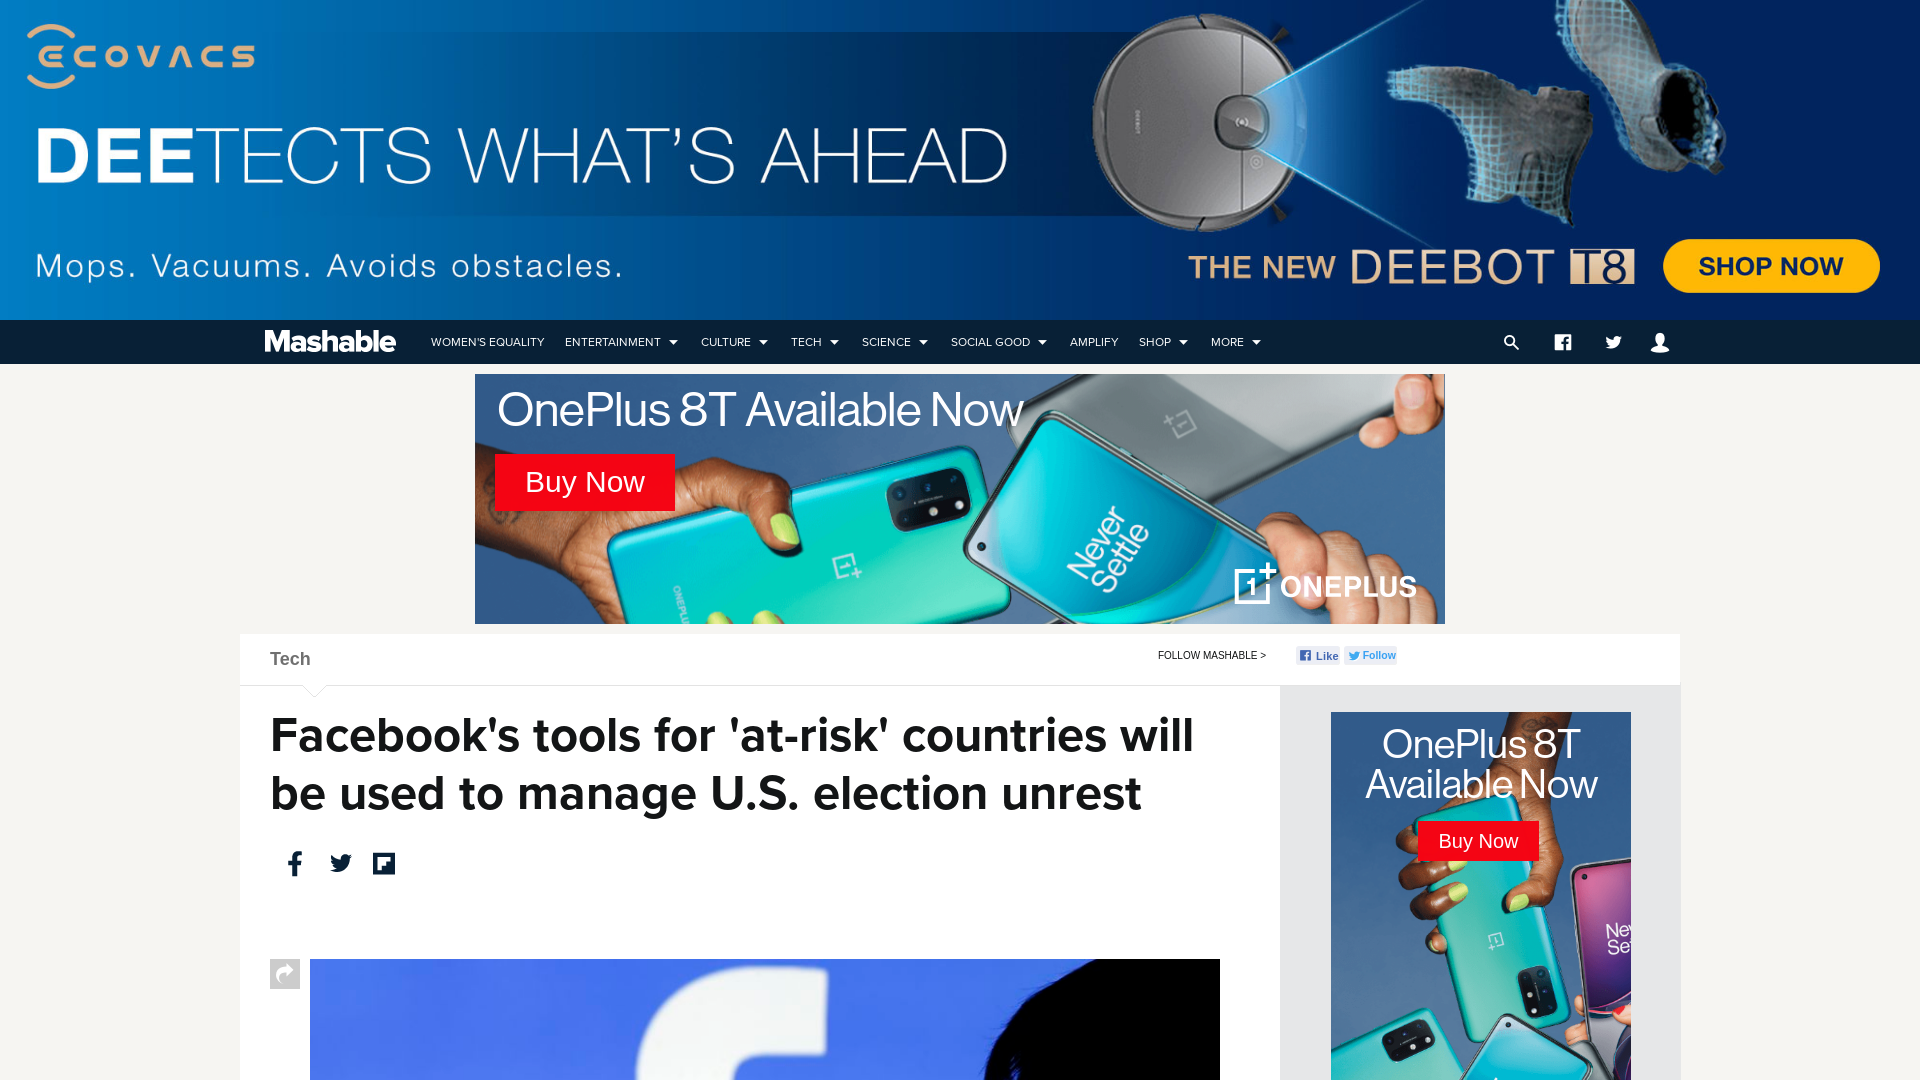 ECOVACS
DEETECTS WHAT'S AHEAD
Mops. Vacuums. Avoids obstacles.
THE NEW DEEBOT T8
SHOP NOW
Mashable
WOMEN'S EQUALITY
ENTERTAINMENT
CULTURE
TECH
SCIENCE
SOCIAL GOOD
AMPLIFY
SHOP
MORE
OnePlus 8T Available Now
Buy Now
Never
Settle
ONEPLUS
Tech
FOLLOW MASHABLE >
Like
Follow
Facebook's tools for 'at-risk' countries will
be used to manage U.S. election unrest
OnePlus 8T
Available Now
Buy Now